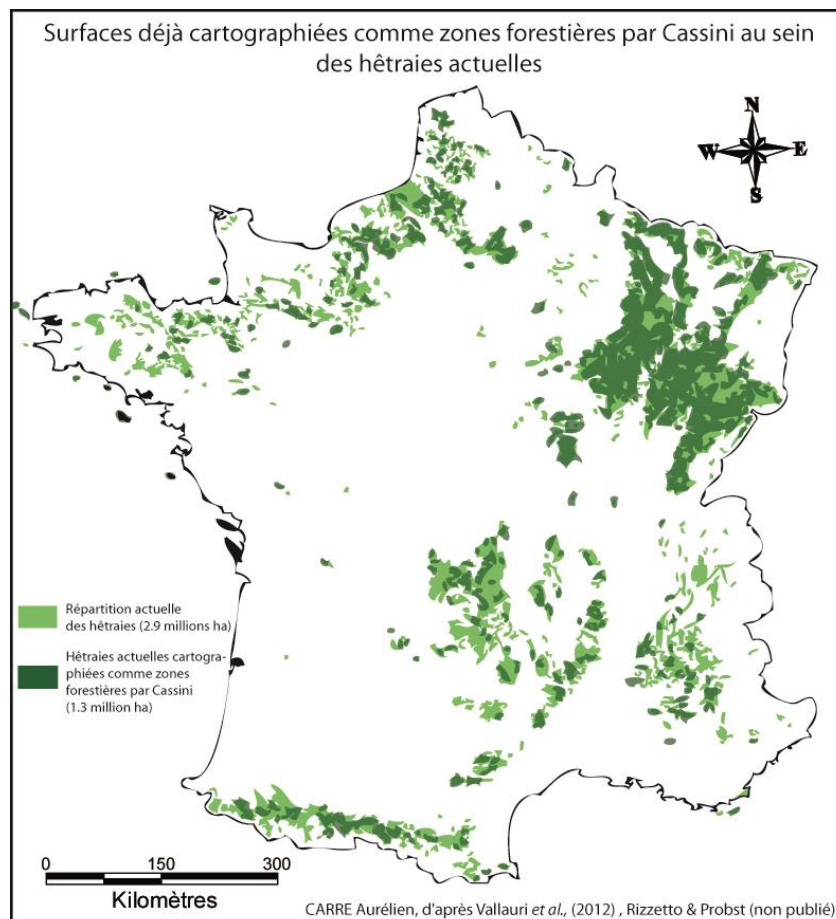 Surfaces déjà cartographiées comme zones forestières par Cassini au sein
des hêtraies actuelles
N
W
E
S
Répartition actuelle
des hêtraies (2.9 millions ha)
Hêtraies actuelles cartogra-
phiées comme zones
forestières par Cassini
(1.3 million ha)
0 150 300
Kilomètres
CARRE Aurélien, d'après Vallauri et al., (2012) , Rizzetto & Probst (non publié)